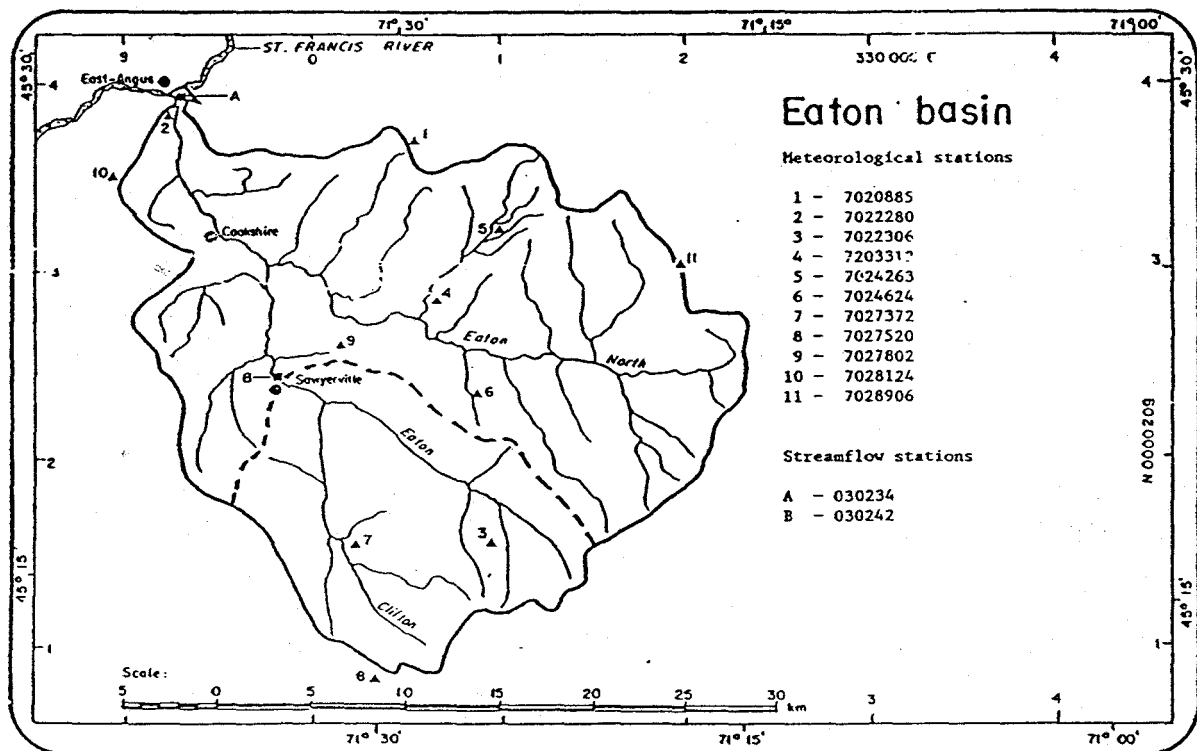 71°30' 71°15' 71°00'
9 0 1 2 330 000 E
45°30'
45°30'
ST. FRANCIS RIVER
East-Angus
4
A
4
2
1
10
Cookshire
5
3
11
3
4
Eaton
North
9
B
Sawyerville
6
Eaton
2
2
7
3
45°15'
45°15'
Clifton
1
1
8
Eaton basin
Meteorological stations
1 - 7020885
2 - 7022280
3 - 7022306
4 -
5 - 7024263
6 - 7024624
7 - 7027372
8 - 7027520
9 - 7027802
10 - 7028124
11 - 7028906
Streamflow stations
A - 030234
B - 030242
N0000209
Scale:
5 0 5 10 15 20 25 30
km
3 4
71°30' 71°15' 71°00'